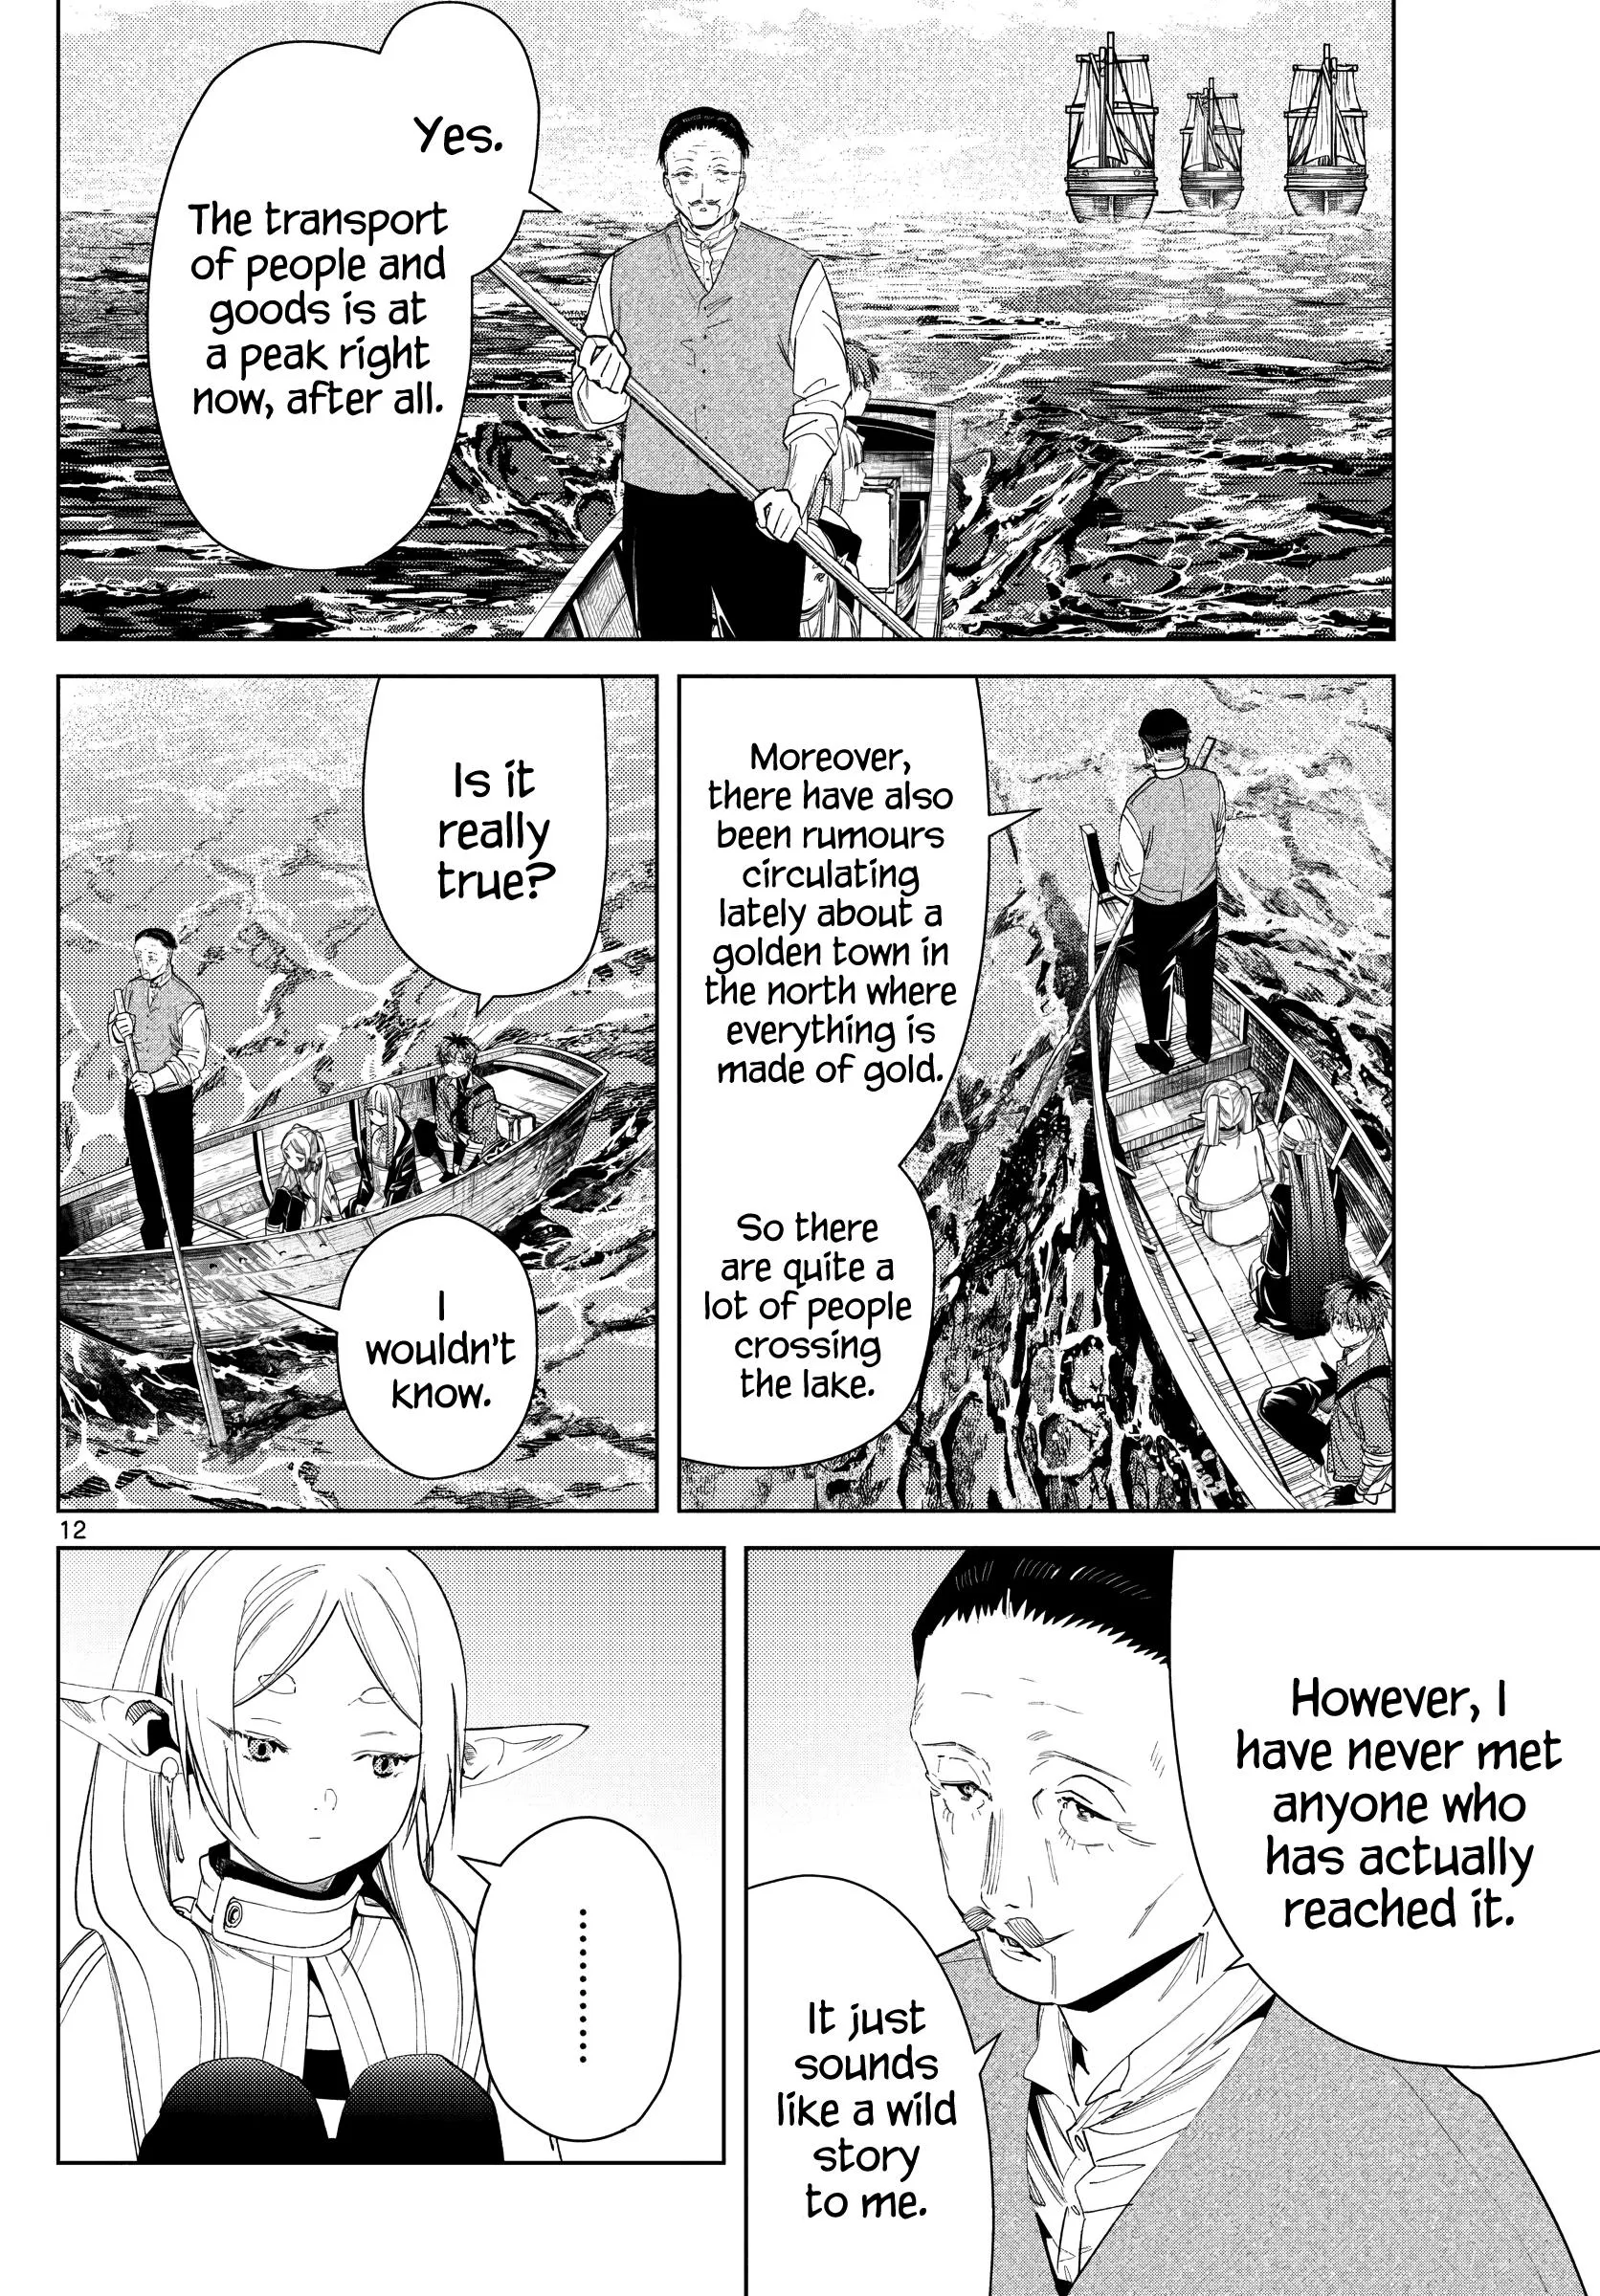 Yes.
The transport
of people and
goods is at
a peak right
now, after all.
Moreover,
there have also
been rumours
circulating
lately about a
golden town in
the north where
everything is
made of gold.
So there
are quite a
lot of people
crossing
the lake.
Is it
really
true?
I
wouldn't
know.
12
However, I
have never met
anyone who
has actually
reached it.
It just
sounds
like a wild
story
to me.
.........